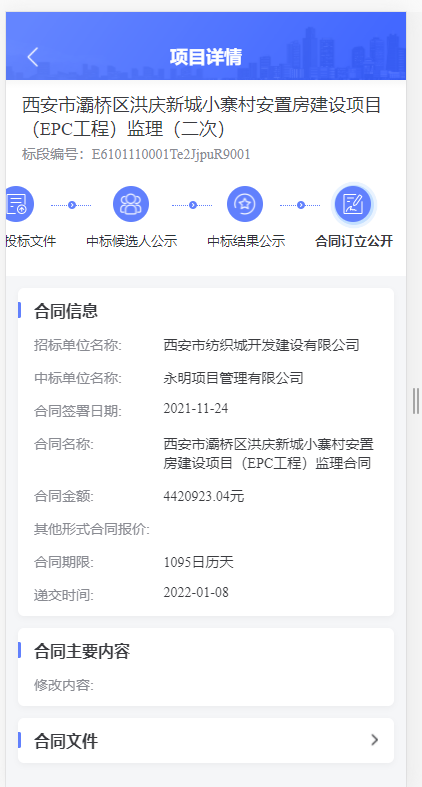 项目详情
西安市灞桥区洪庆新城小寨村安置房建设项目
（EPC工程）监理（二次）
标段编号：E6101110001Te2JjpuR9001
投标文件
中标候选人公示
中标结果公示
合同订立公开
合同信息
招标单位名称: 西安市纺织城开发建设有限公司
中标单位名称: 永明项目管理有限公司
合同签署日期: 2021-11-24
合同名称: 西安市灞桥区洪庆新城小寨村安置
房建设项目（EPC工程）监理合同
合同金额: 4420923.04元
其他形式合同报价:
合同期限: 1095日历天
递交时间: 2022-01-08
合同主要内容
修改内容:
合同文件